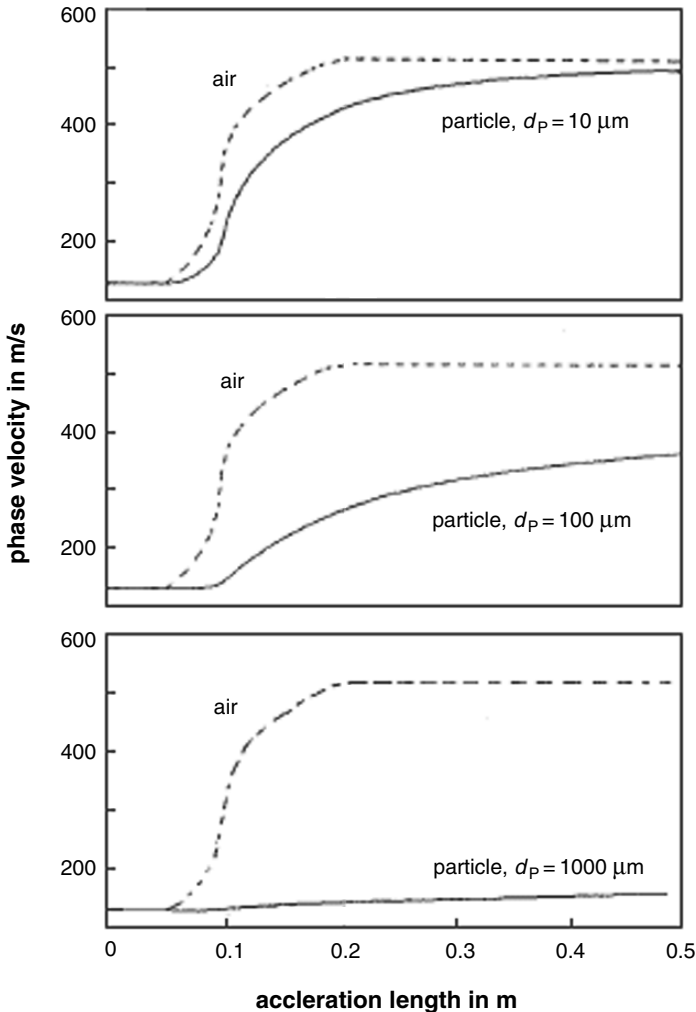 600
air
400
particle, dP = 10 µm
200
600
air
400
particle, dP = 100 µm
200
600
air
400
particle, dP = 1000 µm
200
0 0.1 0.2 0.3 0.4 0.5
accleration length in m
phase velocity in m/s